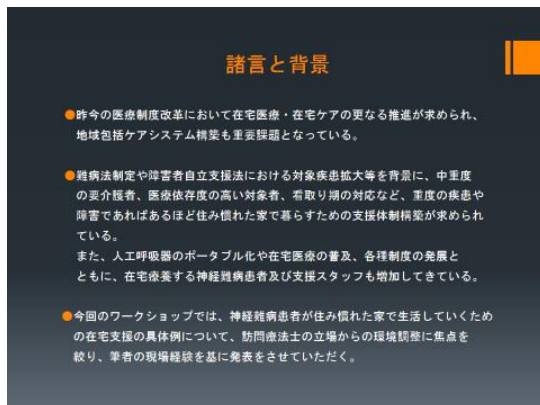 諸言と背景
●昨今の医療制度改革において在宅医療・在宅ケアの更なる推進が求められ、
地域包括ケアシステム構築も重要課題となっている。
●難病法制定や障害者自立支援法における対象疾患拡大等を背景に、中重度
の要介護者、医療依存度の高い対象者、看取り期の対応など、重度の疾患や
障害であればあるほど住み慣れた家で暮らすための支援体制構築が求められ
ている。
また、人工呼吸器のポータブル化や在宅医療の普及、各種制度の発展と
ともに、在宅療養する神経難病患者及び支援スタッフも増加してきている。
●今回のワークショップでは、神経難病患者が住み慣れた家で生活していくため
の在宅支援の具体例について、訪問療法士の立場からの環境調整に焦点を
絞り、筆者の現場経験を基に発表をさせていただく。